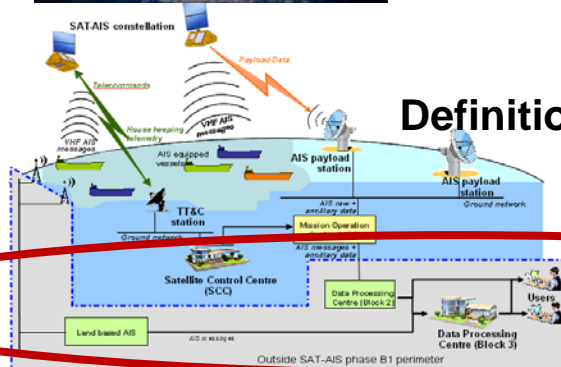 SAT-AIS constellation
Payload Data
Telecommands
House keeping
telemetry
VHF AIS
messages
VHF AIS
messages
Definitio
AIS equipped
vessels
AIS payload
station
AIS payload
station
TT&C
station
AIS raw +
ancillary data
Ground network
Mission Operation
Ground network
AIS messages +
ancillary data
Satellite Control Centre
(SCC)
Data Processing
Centre (Block 2)
Users
Land based AIS
AIS messages
Data Processing
Centre (Block 3)
Outside SAT-AIS phase B1 perimeter